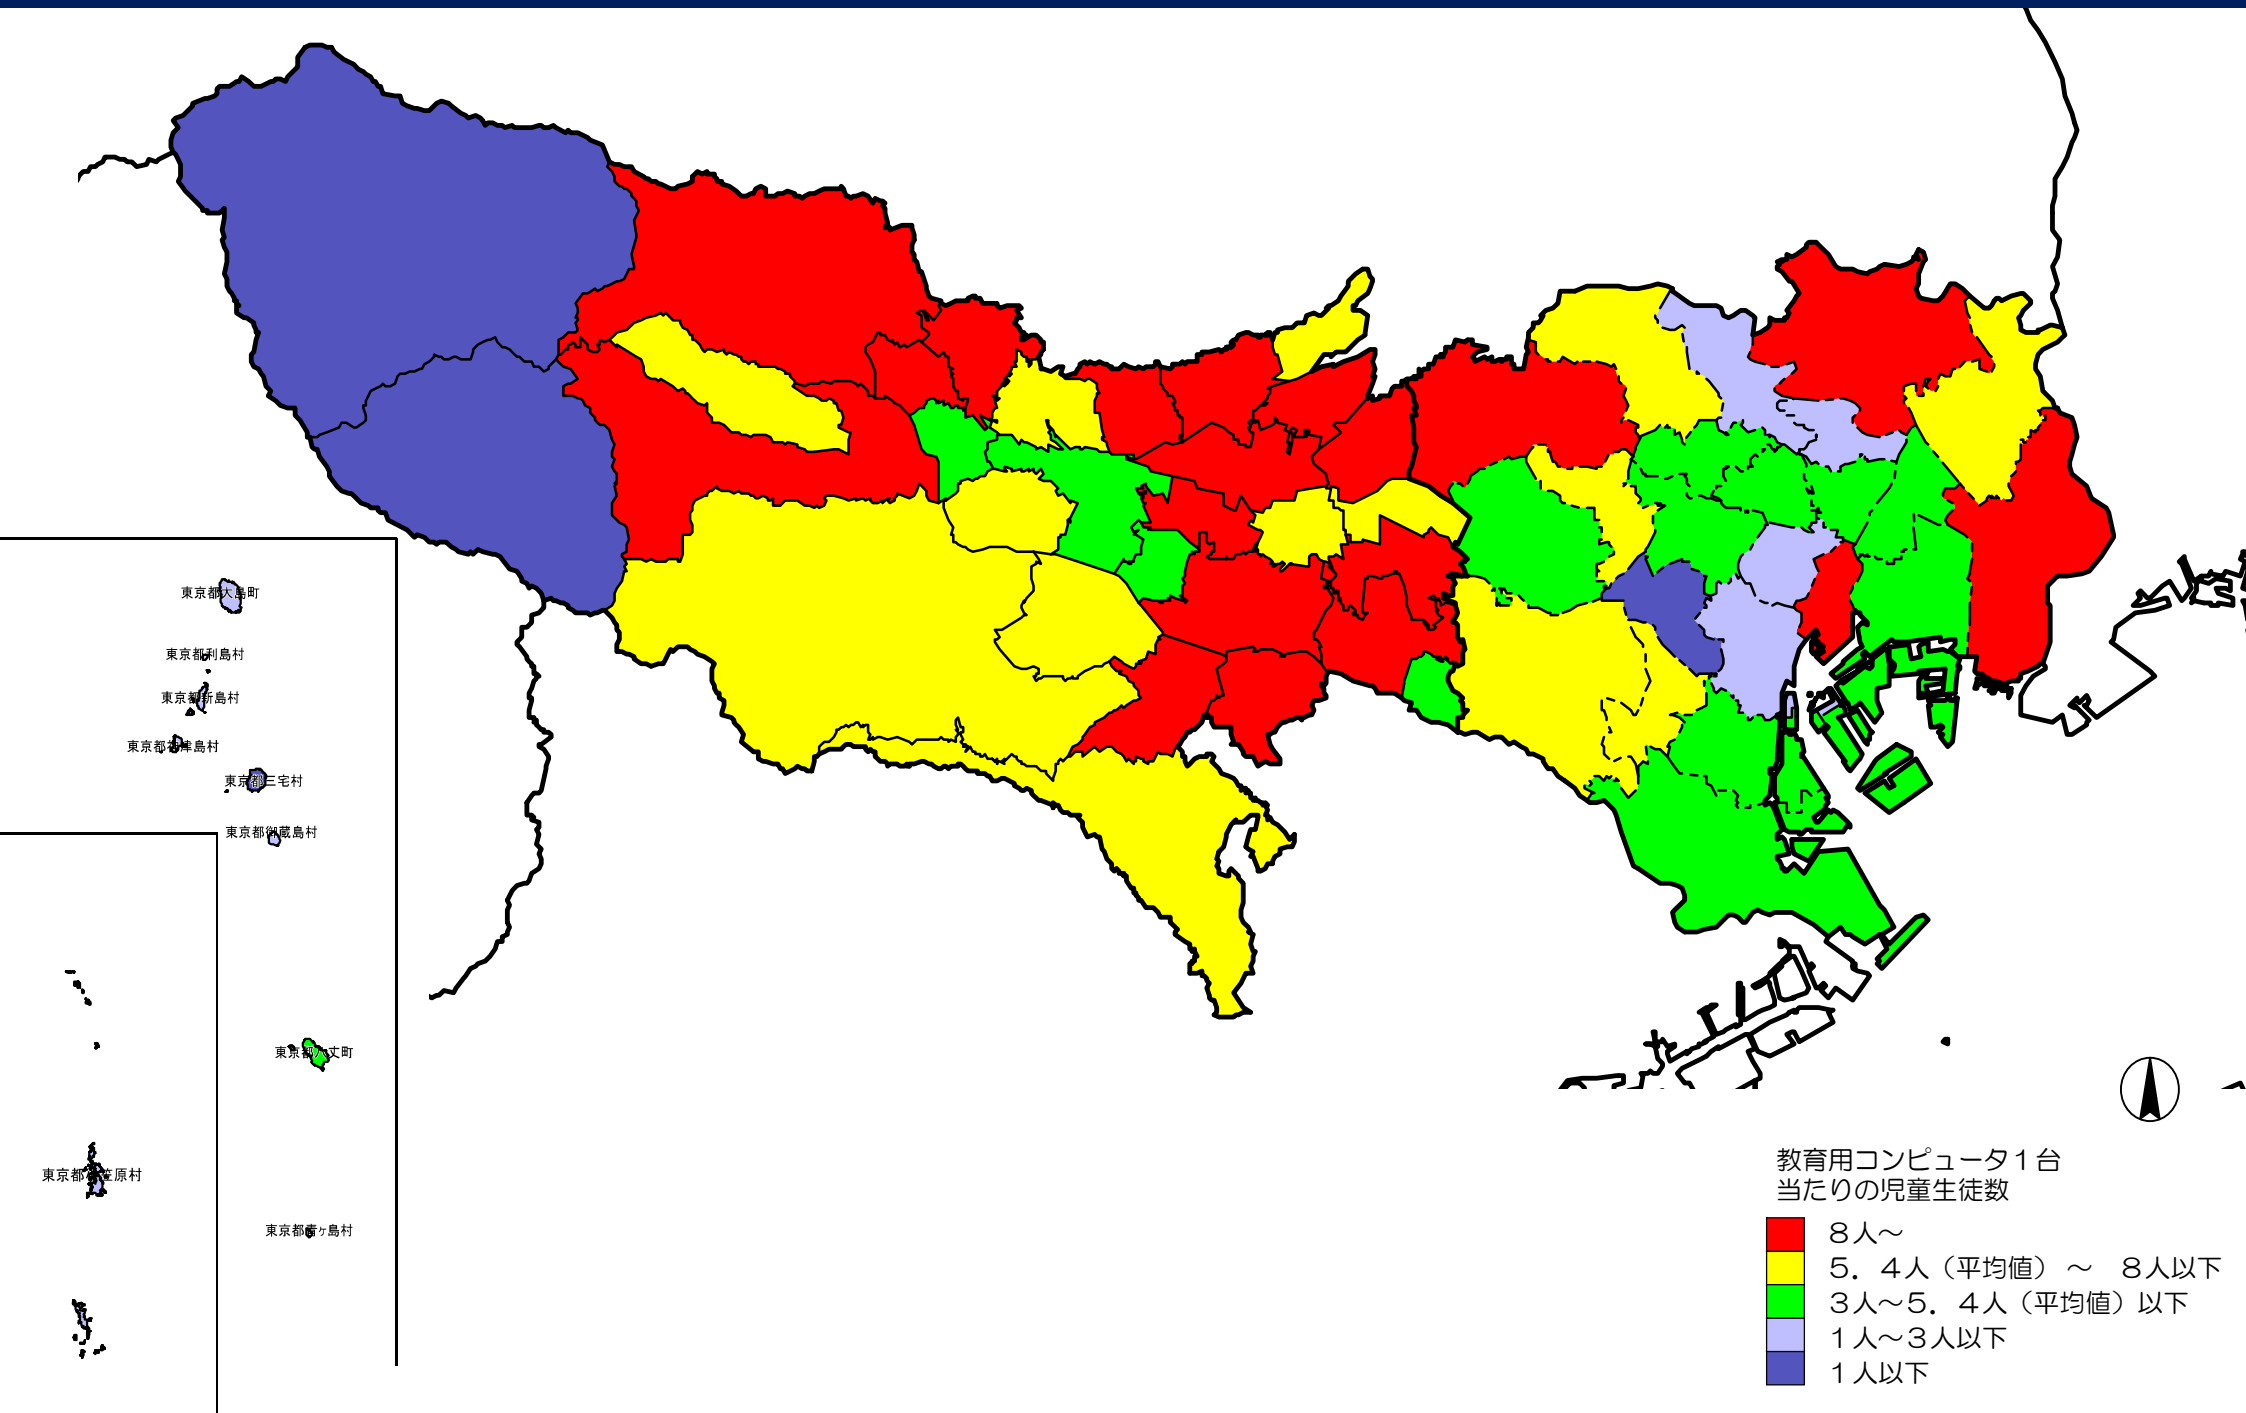 東京都大島町
東京都利島村
東京都新島村
東京都神津島村
東京都三宅村
東京都御蔵島村
東京都八丈町
東京都小笠原村
東京都青ヶ島村
教育用コンピュータ１台
当たりの児童生徒数
８人～
５．４人（平均値）～　８人以下
３人～５．４人（平均値）以下
１人～３人以下
１人以下